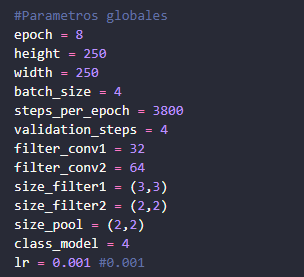 #Parametros globales
epoch = 8
height = 250
width = 250
batch_size = 4
steps_per_epoch = 3800
validation_steps = 4
filter_conv1 = 32
filter_conv2 = 64
size_filter1 = (3,3)
size_filter2 = (2,2)
size_pool = (2,2)
class_model = 4
lr = 0.001 #0.001